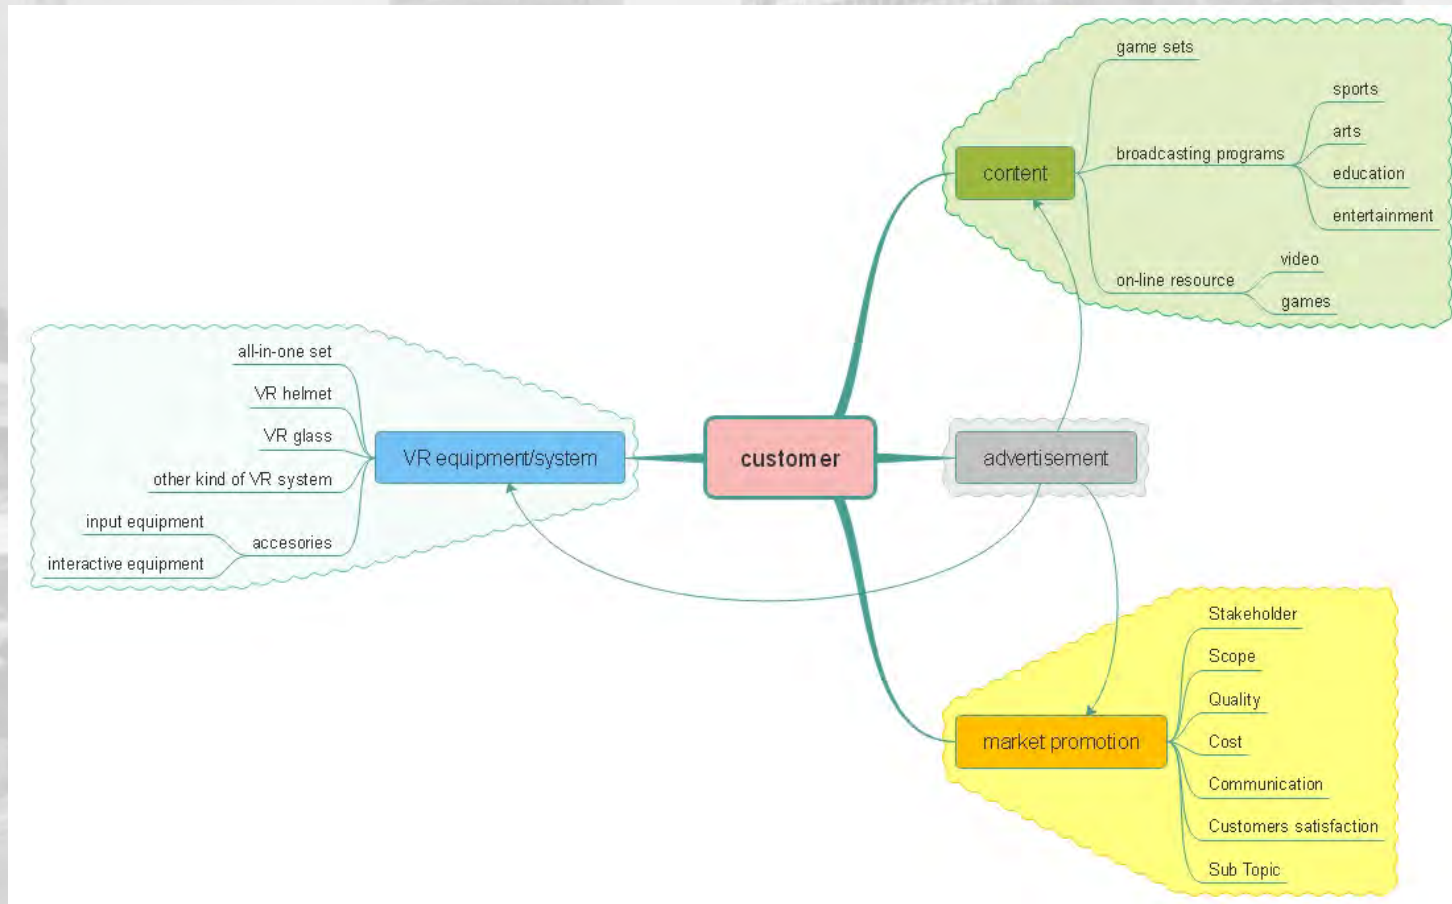 game sets
sports
arts
broadcasting programs
education
entertainment
content
video
on-line resource
games
all-in-one set
VR helmet
VR glass
other kind of VR system
input equipment
accesories
interactive equipment
VR equipment/system
customer
advertisement
Stakeholder
Scope
Quality
market promotion
Cost
Communication
Customers satisfaction
Sub Topic